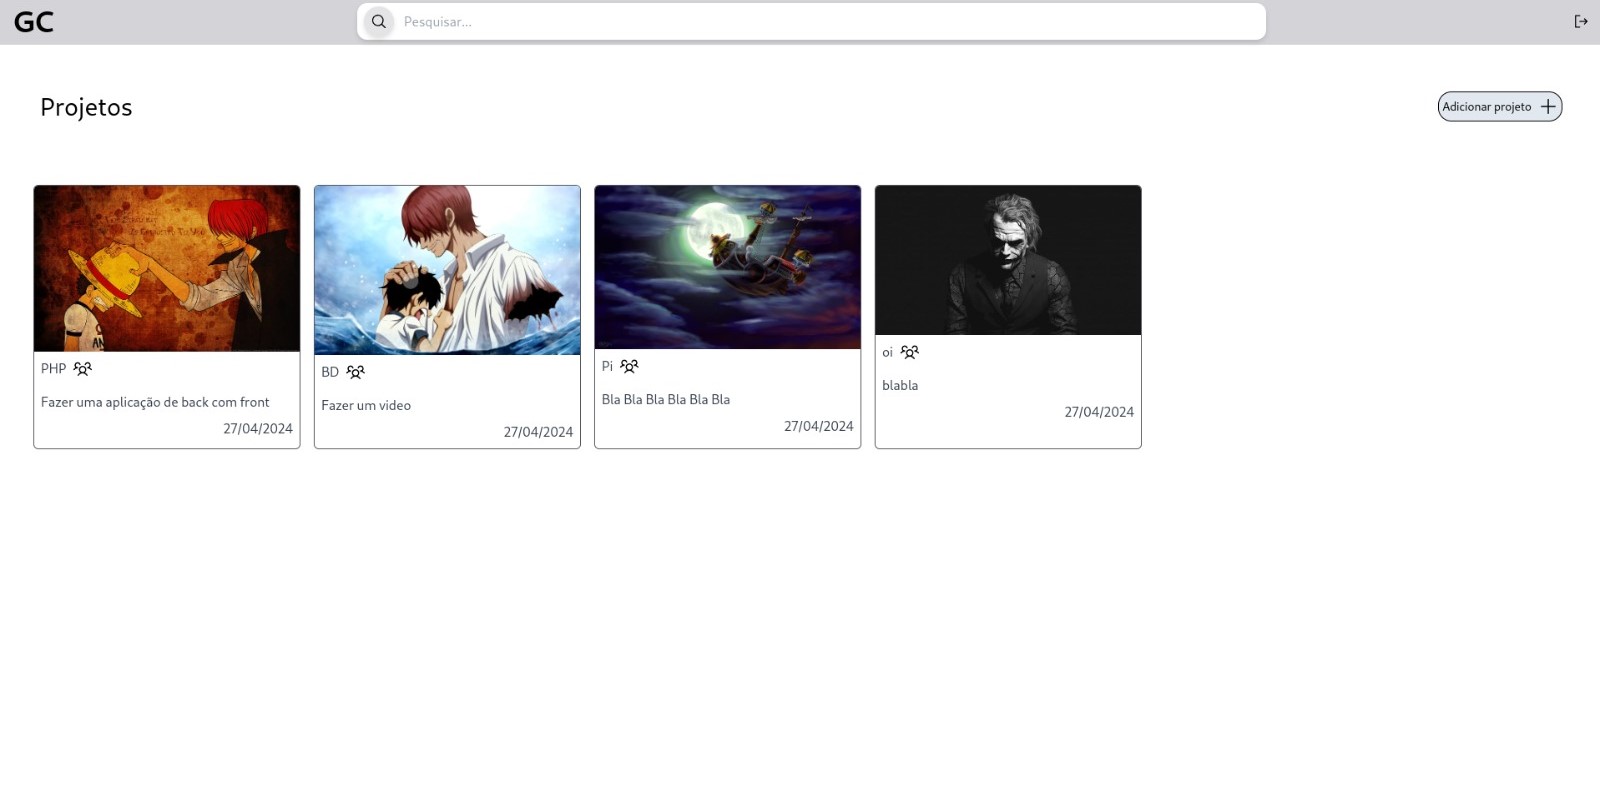 GC
Pesquisar...
Projetos
Adicionar projeto
PHP
Fazer uma aplicação de back com front
27/04/2024
BD
Fazer um video
27/04/2024
Pi
Bla Bla Bla Bla Bla Bla
27/04/2024
oi
blabla
27/04/2024